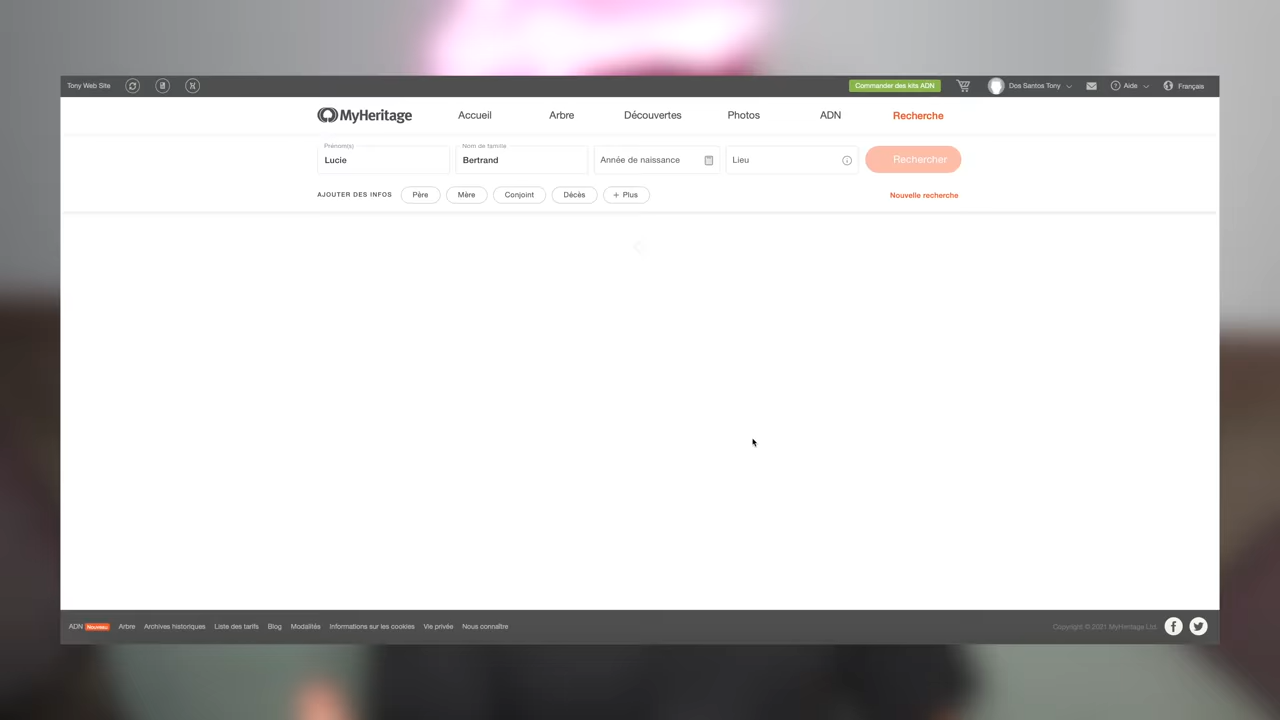 Tony Web Site
Commander des kits ADN
Dos Santos Tony
Aide
Français
MyHeritage
Accueil
Arbre
Découvertes
Photos
ADN
Recherche
Prénom(s)
Lucie
Nom de famille
Bertrand
Année de naissance
Lieu
Rechercher
AJOUTER DES INFOS
Père
Mère
Conjoint
Décès
+ Plus
Nouvelle recherche
ADN Nouveau
Arbre
Archives historiques
Liste des tarifs
Blog
Modalités
Informations sur les cookies
Vie privée
Nous connaître
Copyright © 2021 MyHeritage Ltd.